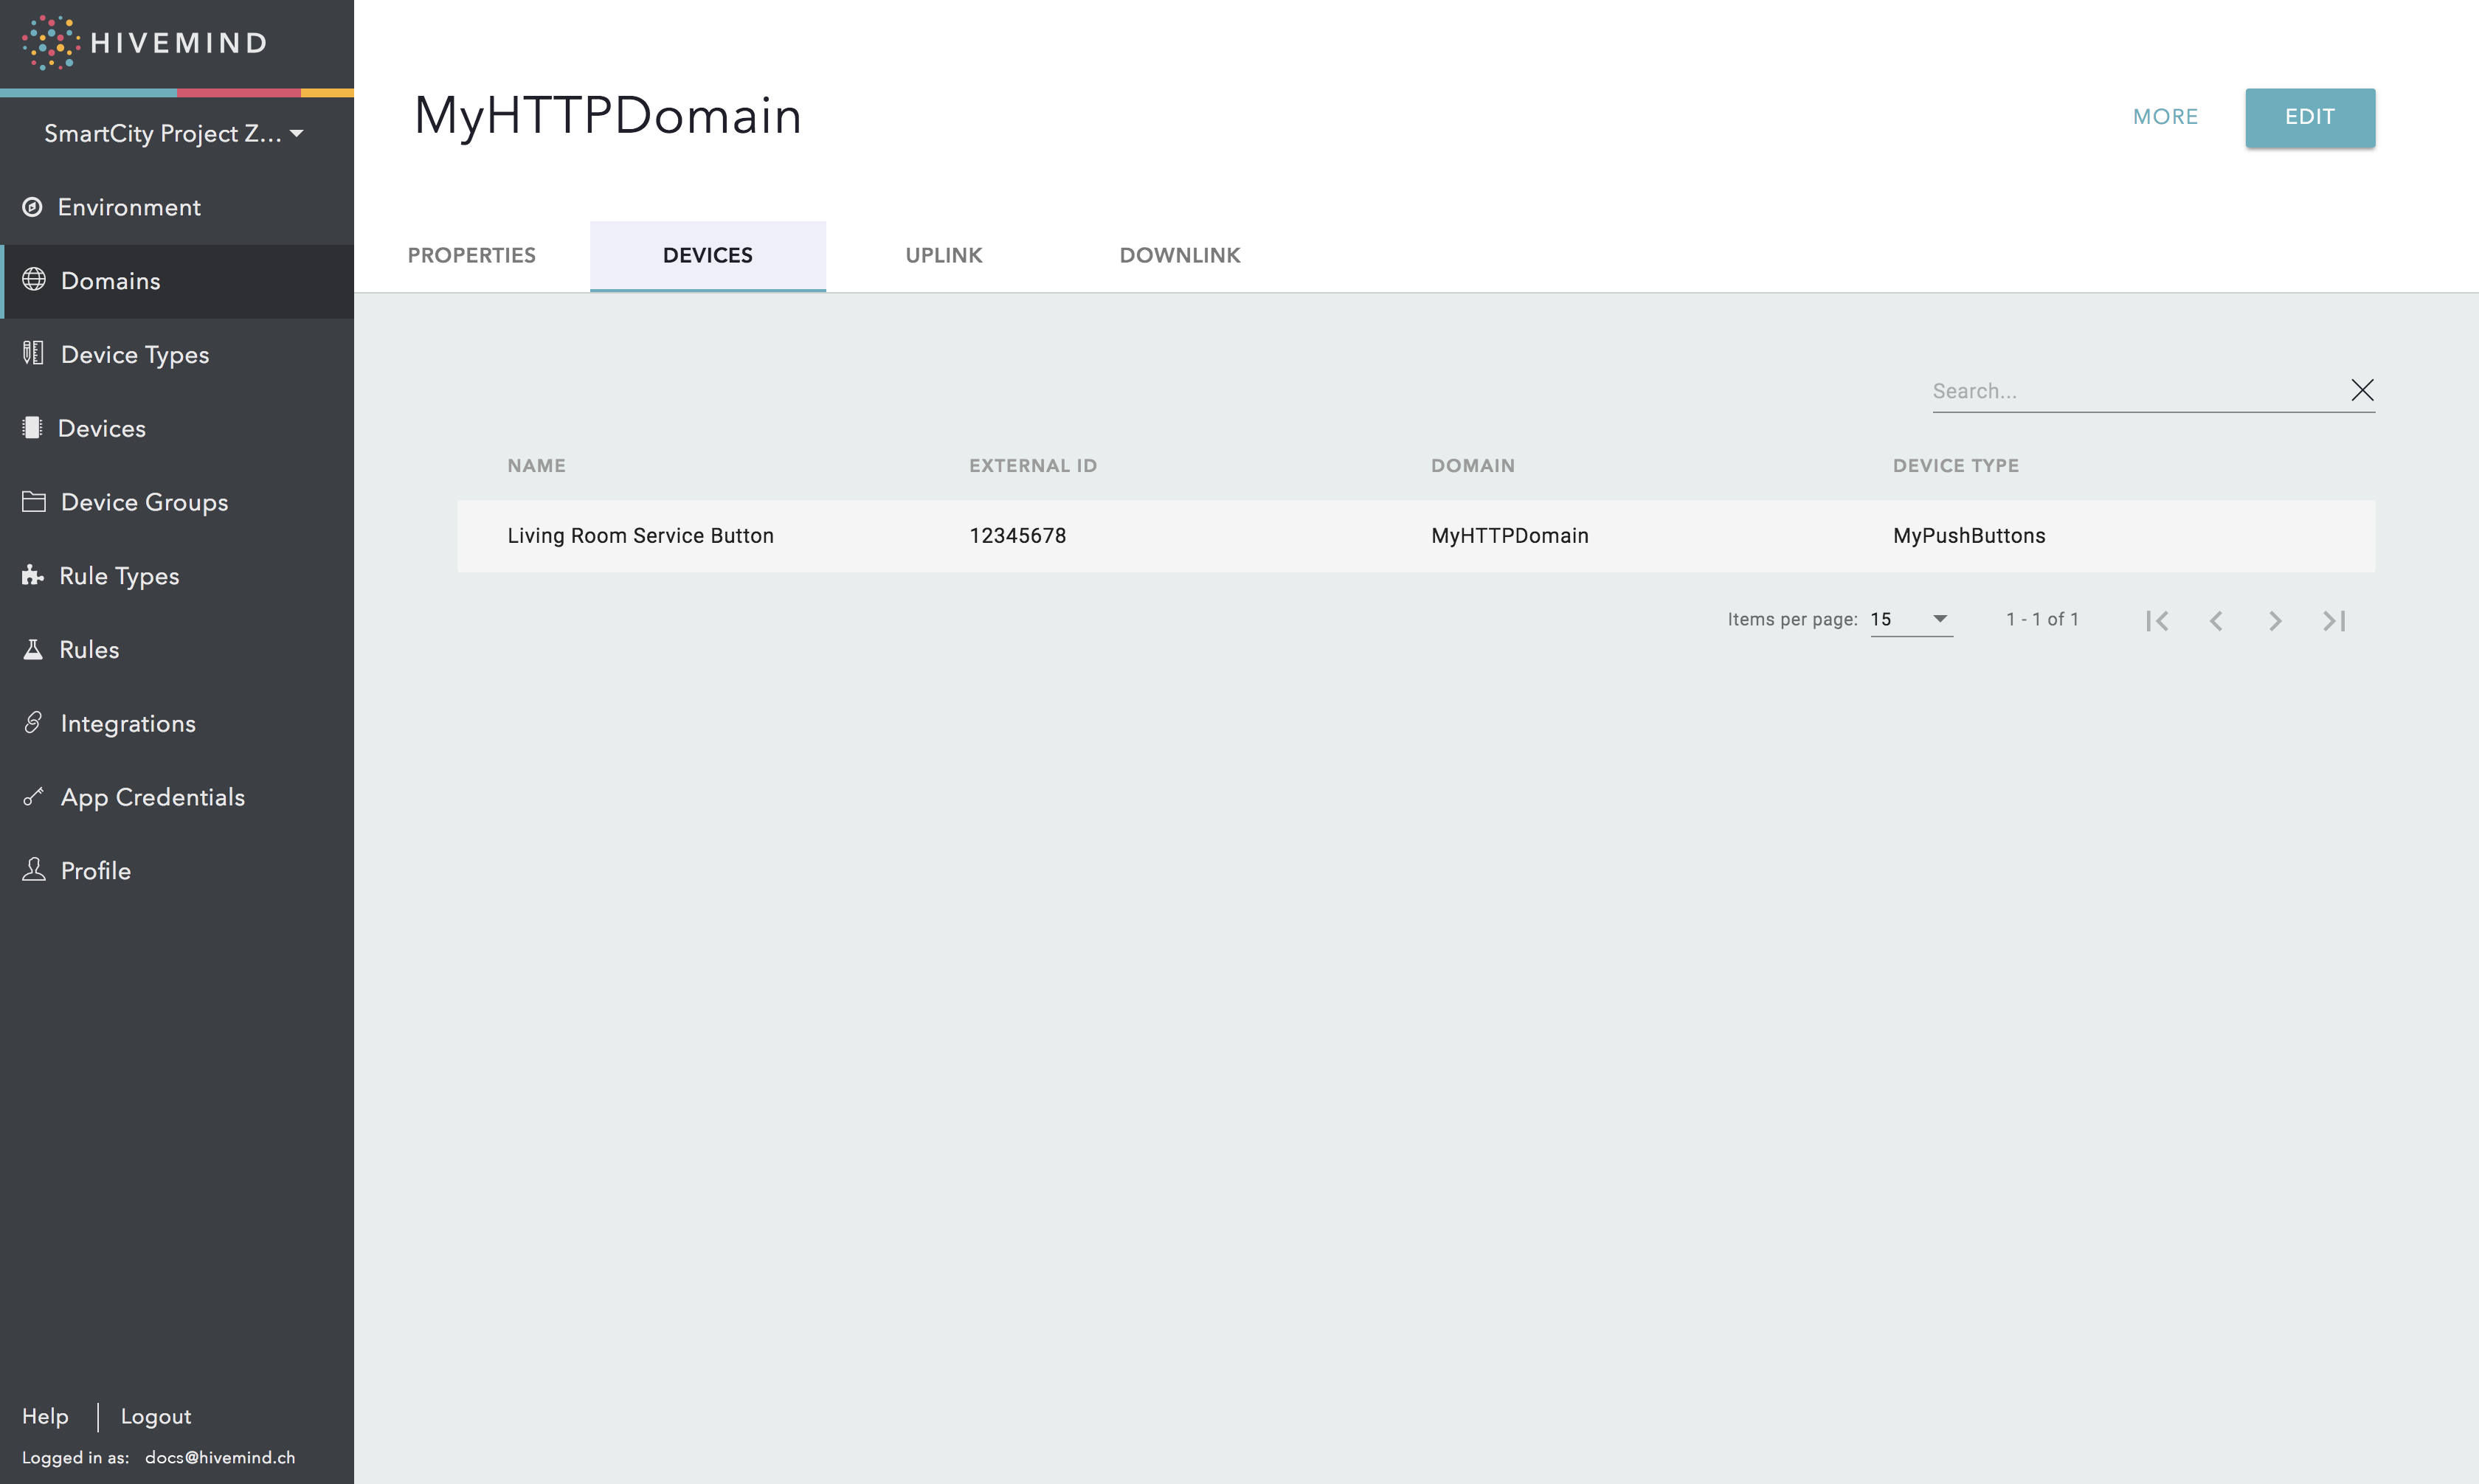 HIVEMIND
SmartCity Project Z...
Environment
Domains
Device Types
Devices
Device Groups
Rule Types
Rules
Integrations
App Credentials
Profile
Help
Logout
Logged in as: docs@hivemind.ch
MyHTTPDomain
MORE
EDIT
PROPERTIES DEVICES UPLINK DOWNLINK
Search...
NAME EXTERNAL ID DOMAIN DEVICE TYPE
Living Room Service Button 12345678 MyHTTPDomain MyPushButtons
Items per page: 15 1 - 1 of 1